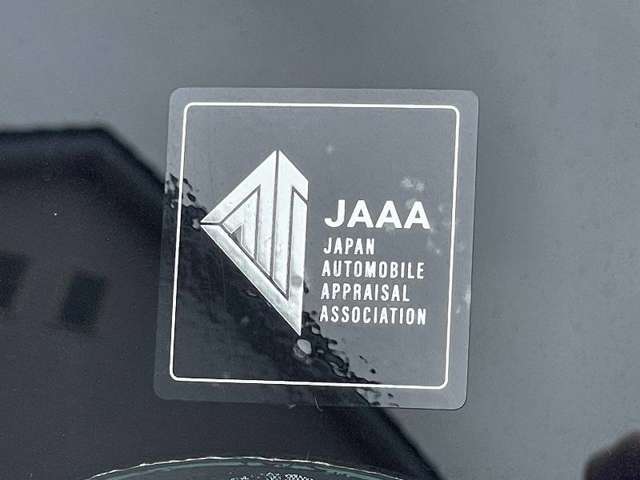 JAAA
JAPAN
AUTOMOBILE
APPRAISAL
ASSOCIATION